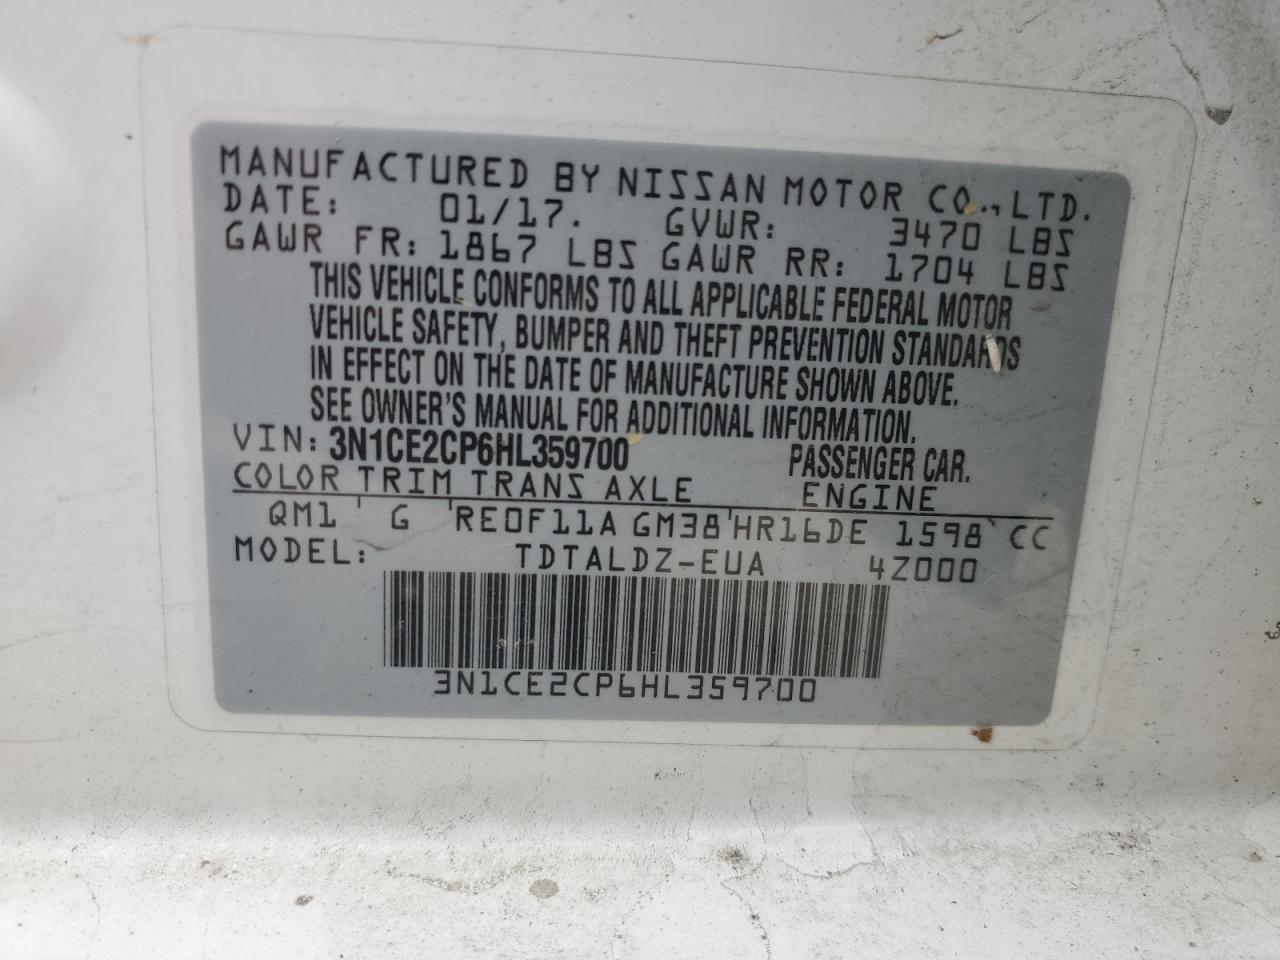 MANUFACTURED BY NISSAN MOTOR CO., LTD.
DATE: 01/17. GVWR: 3470 LBS
GAWR FR: 1867 LBS GAWR RR: 1704 LBS
THIS VEHICLE CONFORMS TO ALL APPLICABLE FEDERAL MOTOR
VEHICLE SAFETY, BUMPER AND THEFT PREVENTION STANDARDS
IN EFFECT ON THE DATE OF MANUFACTURE SHOWN ABOVE.
SEE OWNER'S MANUAL FOR ADDITIONAL INFORMATION.
VIN: 3N1CE2CP6HL359700 PASSENGER CAR.
COLOR TRIM TRANS AXLE ENGINE
QM1 ' G 'RE0F11A GM38'HR16DE 1598 CC
MODEL: TDTALDZ-EUA 4Z000
3N1CE2CP6HL359700